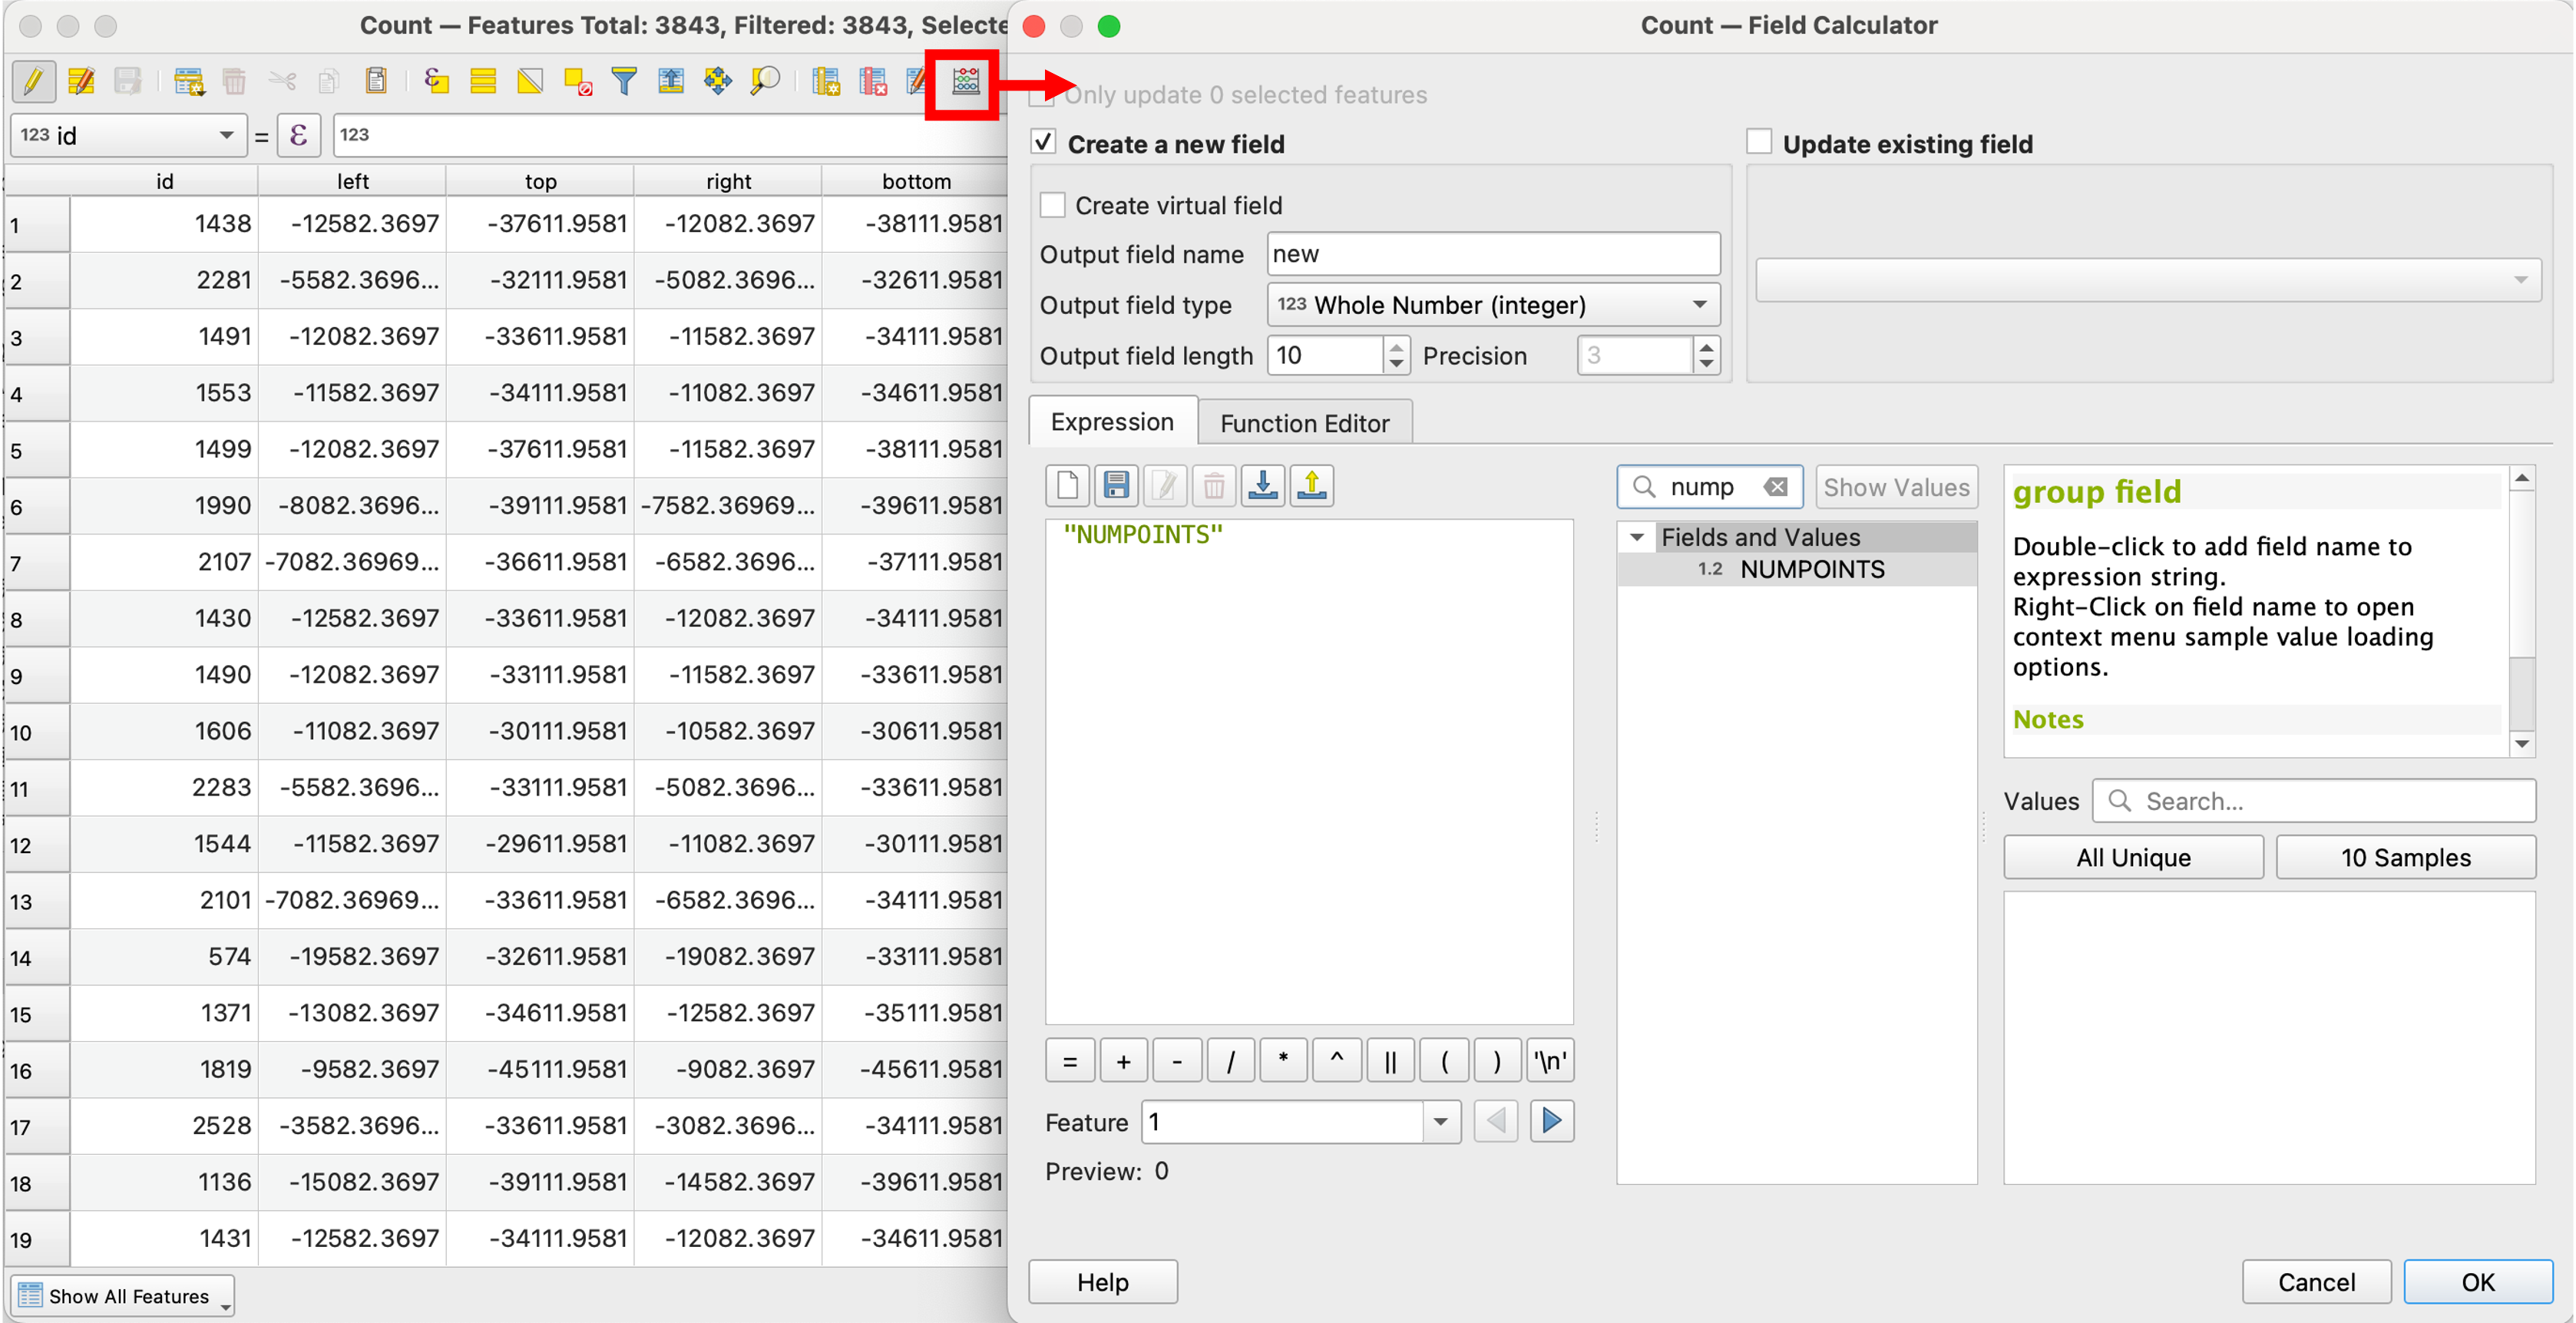 Count — Features Total: 3843, Filtered: 3843, Selecte
123 id = ε 123
id left top right bottom
1 1438 -12582.3697 -37611.9581 -12082.3697 -38111.9581
2 2281 -5582.3696... -32111.9581 -5082.3696... -32611.9581
3 1491 -12082.3697 -33611.9581 -11582.3697 -34111.9581
4 1553 -11582.3697 -34111.9581 -11082.3697 -34611.9581
5 1499 -12082.3697 -37611.9581 -11582.3697 -38111.9581
6 1990 -8082.3696... -39111.9581 -7582.36969... -39611.9581
7 2107 -7082.36969... -36611.9581 -6582.3696... -37111.9581
8 1430 -12582.3697 -33611.9581 -12082.3697 -34111.9581
9 1490 -12082.3697 -33111.9581 -11582.3697 -33611.9581
10 1606 -11082.3697 -30111.9581 -10582.3697 -30611.9581
11 2283 -5582.3696... -33111.9581 -5082.3696... -33611.9581
12 1544 -11582.3697 -29611.9581 -11082.3697 -30111.9581
13 2101 -7082.36969... -33611.9581 -6582.3696... -34111.9581
14 574 -19582.3697 -32611.9581 -19082.3697 -33111.9581
15 1371 -13082.3697 -34611.9581 -12582.3697 -35111.9581
16 1819 -9582.3697 -45111.9581 -9082.3697 -45611.9581
17 2528 -3582.3696... -33611.9581 -3082.3696... -34111.9581
18 1136 -15082.3697 -39111.9581 -14582.3697 -39611.9581
19 1431 -12582.3697 -34111.9581 -12082.3697 -34611.9581
Show All Features
Count — Field Calculator
Only update 0 selected features
Create a new field
Create virtual field
Output field name new
Output field type 123 Whole Number (integer)
Output field length 10 Precision 3
Update existing field
Expression Function Editor
"NUMPOINTS"
= + - / * ^ || ( ) '\n'
Feature 1
Preview: 0
nump Show Values
Fields and Values
1.2 NUMPOINTS
group field
Double-click to add field name to
expression string.
Right-Click on field name to open
context menu sample value loading
options.
Notes
Values Search...
All Unique 10 Samples
Help Cancel OK